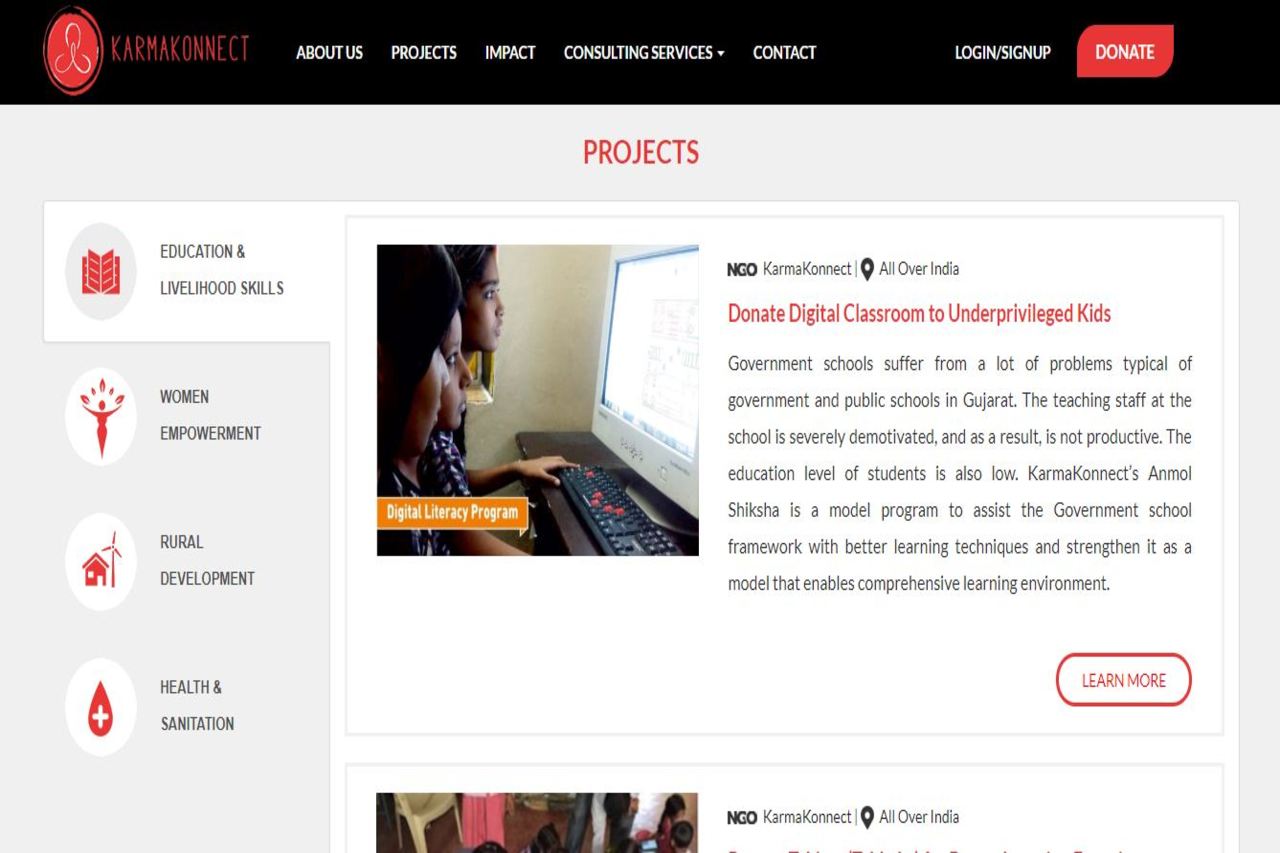 KARMAKONNECT
ABOUT US PROJECTS IMPACT CONSULTING SERVICES CONTACT LOGIN/SIGNUP DONATE
PROJECTS
EDUCATION &
LIVELIHOOD SKILLS
WOMEN
EMPOWERMENT
RURAL
DEVELOPMENT
HEALTH &
SANITATION
Digital Literacy Program
NGO KarmaKonnect | All Over India
Donate Digital Classroom to Underprivileged Kids
Government schools suffer from a lot of problems typical of
government and public schools in Gujarat. The teaching staff at the
school is severely demotivated, and as a result, is not productive. The
education level of students is also low. KarmaKonnect’s Anmol
Shiksha is a model program to assist the Government school
framework with better learning techniques and strengthen it as a
model that enables comprehensive learning environment.
LEARN MORE
NGO KarmaKonnect | All Over India